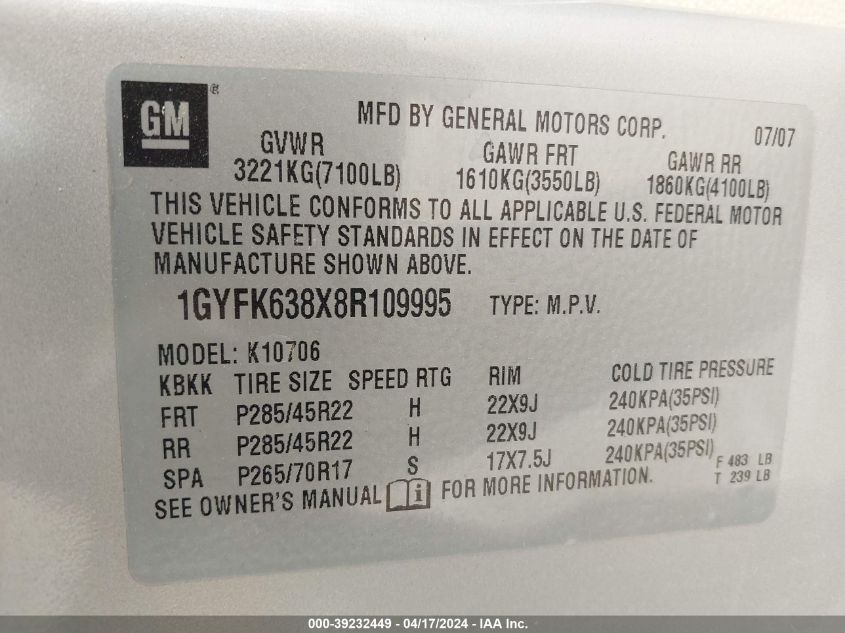 GM ®
MFD BY GENERAL MOTORS CORP. 07/07
GVWR GAWR FRT GAWR RR
3221KG(7100LB) 1610KG(3550LB) 1860KG(4100LB)
THIS VEHICLE CONFORMS TO ALL APPLICABLE U.S. FEDERAL MOTOR
VEHICLE SAFETY STANDARDS IN EFFECT ON THE DATE OF
MANUFACTURE SHOWN ABOVE.
1GYFK638X8R109995 TYPE: M.P.V.
MODEL: K10706
KBKK TIRE SIZE SPEED RTG RIM COLD TIRE PRESSURE
FRT P285/45R22 H 22X9J 240KPA(35PSI)
RR P285/45R22 H 22X9J 240KPA(35PSI)
SPA P265/70R17 S 17X7.5J 240KPA(35PSI) F 483 LB
T 239 LB
SEE OWNER'S MANUAL i FOR MORE INFORMATION.
000-39232449 - 04/17/2024 - IAA Inc.